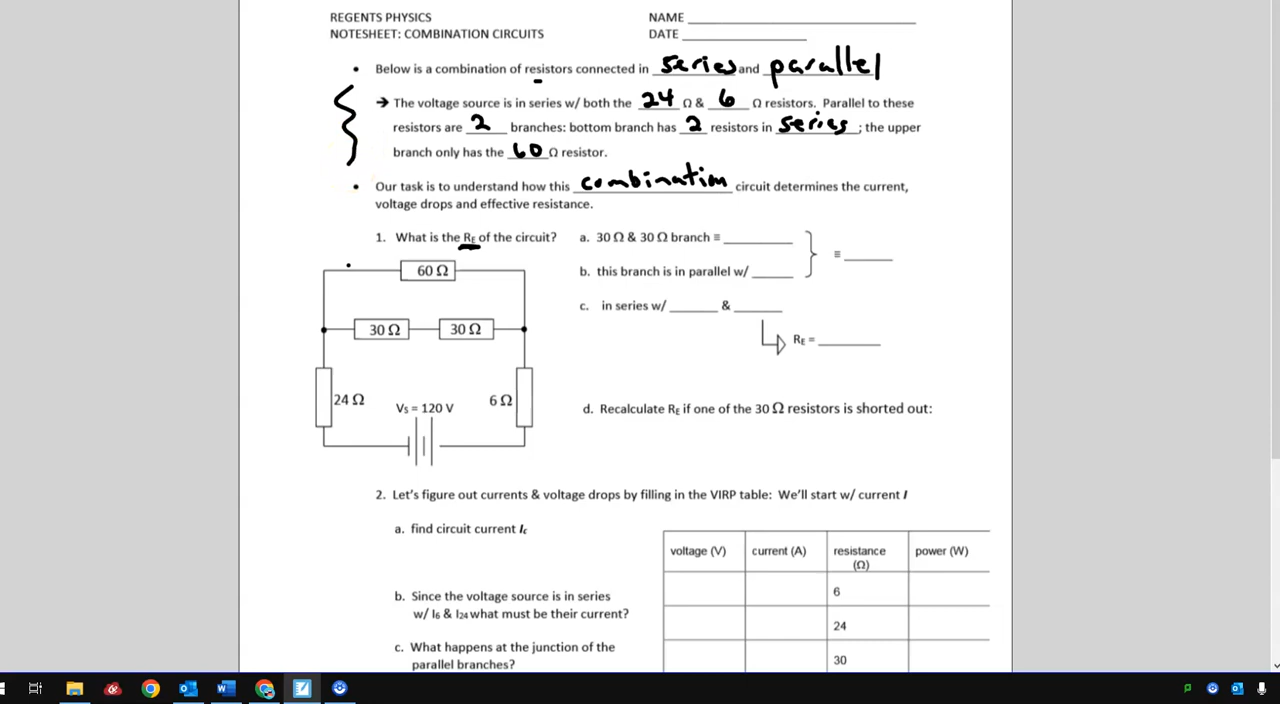 REGENTS PHYSICS NAME
NOTESHEET: COMBINATION CIRCUITS DATE
• Below is a combination of resistors connected in series and parallel
➔ The voltage source is in series w/ both the 24 Ω & 6 Ω resistors. Parallel to these
resistors are 2 branches: bottom branch has 2 resistors in series; the upper
branch only has the 60 Ω resistor.
• Our task is to understand how this combination circuit determines the current,
voltage drops and effective resistance.
1. What is the RE of the circuit? a. 30 Ω & 30 Ω branch ≡ ≡
60 Ω
b. this branch is in parallel w/
c. in series w/ &
30 Ω 30 Ω
RE =
24 Ω 6 Ω
Vs = 120 V
d. Recalculate RE if one of the 30 Ω resistors is shorted out:
2. Let's figure out currents & voltage drops by filling in the VIRP table: We'll start w/ current I
a. find circuit current Ic
voltage (V) current (A) resistance (Ω) power (W)
b. Since the voltage source is in series
w/ I6 & I24 what must be their current?
6
24
c. What happens at the junction of the
parallel branches?
30